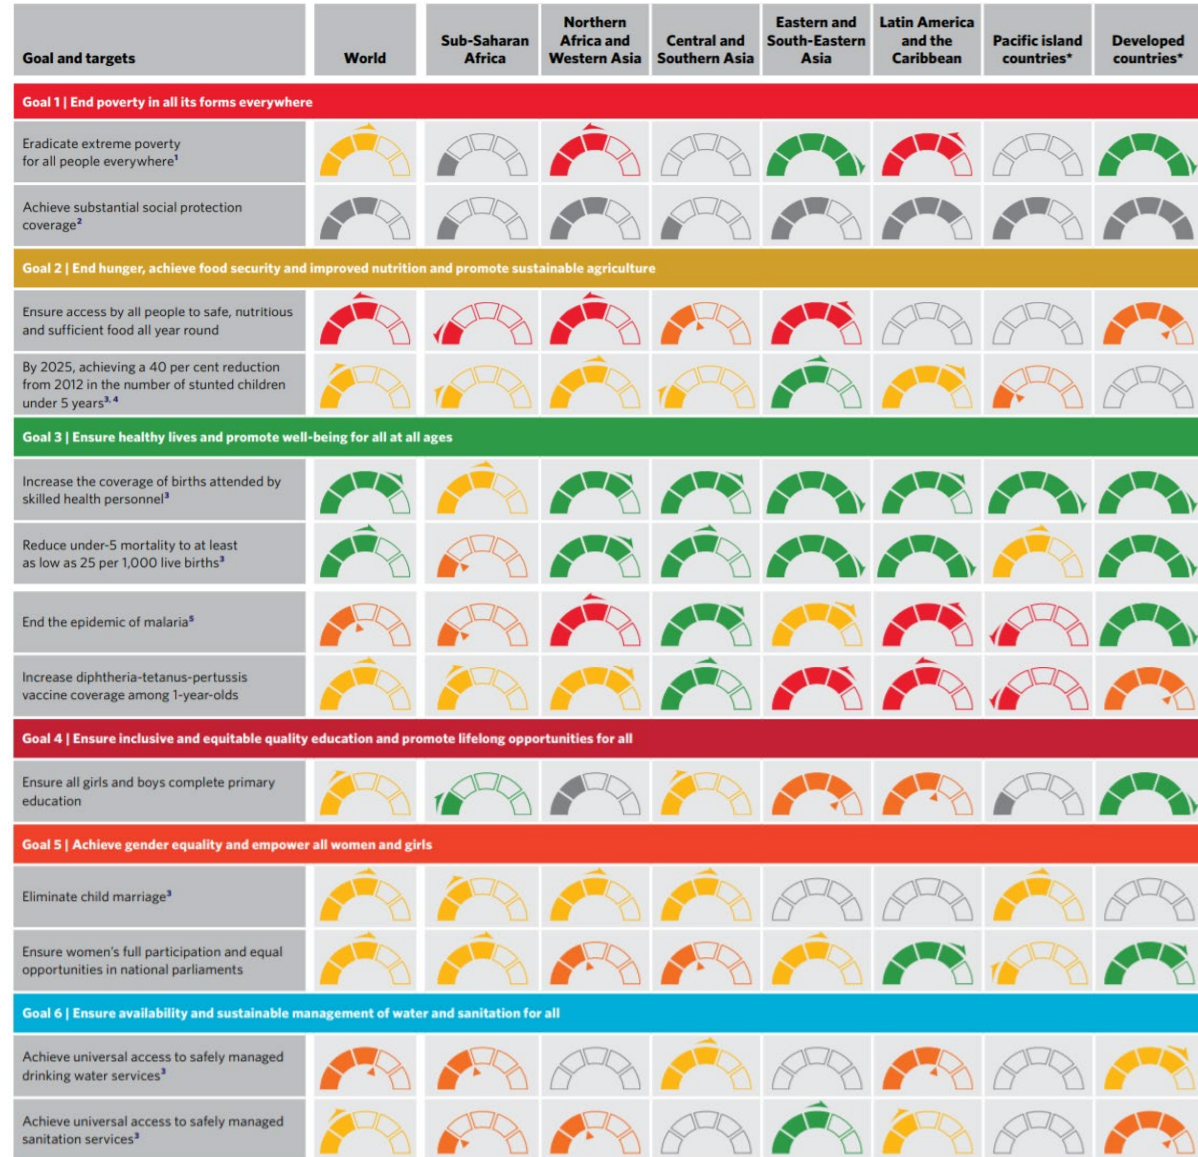 Goal and targets
World
Sub-Saharan
Africa
Northern
Africa and
Western Asia
Central and
Southern Asia
Eastern and
South-Eastern
Asia
Latin America
and the
Caribbean
Pacific island
countries*
Developed
countries*
Goal 1 | End poverty in all its forms everywhere
Eradicate extreme poverty
for all people everywhere¹
Achieve substantial social protection
coverage²
Goal 2 | End hunger, achieve food security and improved nutrition and promote sustainable agriculture
Ensure access by all people to safe, nutritious
and sufficient food all year round
By 2025, achieving a 40 per cent reduction
from 2012 in the number of stunted children
under 5 years³,⁴
Goal 3 | Ensure healthy lives and promote well-being for all at all ages
Increase the coverage of births attended by
skilled health personnel³
Reduce under-5 mortality to at least
as low as 25 per 1,000 live births³
End the epidemic of malaria⁵
Increase diphtheria-tetanus-pertussis
vaccine coverage among 1-year-olds
Goal 4 | Ensure inclusive and equitable quality education and promote lifelong opportunities for all
Ensure all girls and boys complete primary
education
Goal 5 | Achieve gender equality and empower all women and girls
Eliminate child marriage³
Ensure women's full participation and equal
opportunities in national parliaments
Goal 6 | Ensure availability and sustainable management of water and sanitation for all
Achieve universal access to safely managed
drinking water services³
Achieve universal access to safely managed
sanitation services³